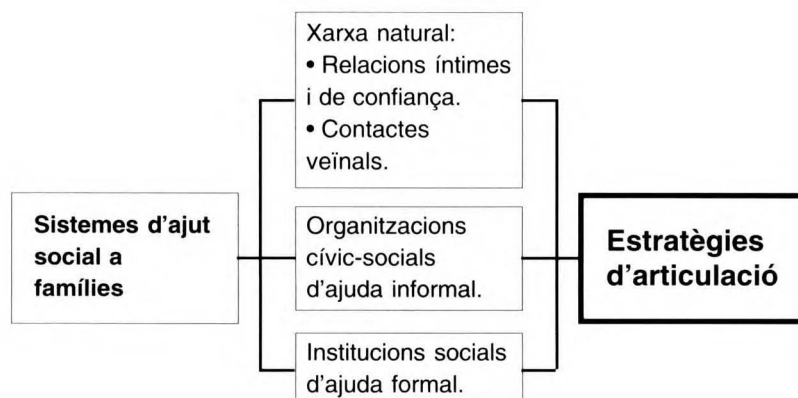 Xarxa natural:
• Relacions íntimes
i de confiança.
• Contactes
veïnals.
Sistemes d'ajut
social a
famílies
Organitzacions
cívic-socials
d'ajuda informal.
Estratègies
d'articulació
Institucions socials
d'ajuda formal.